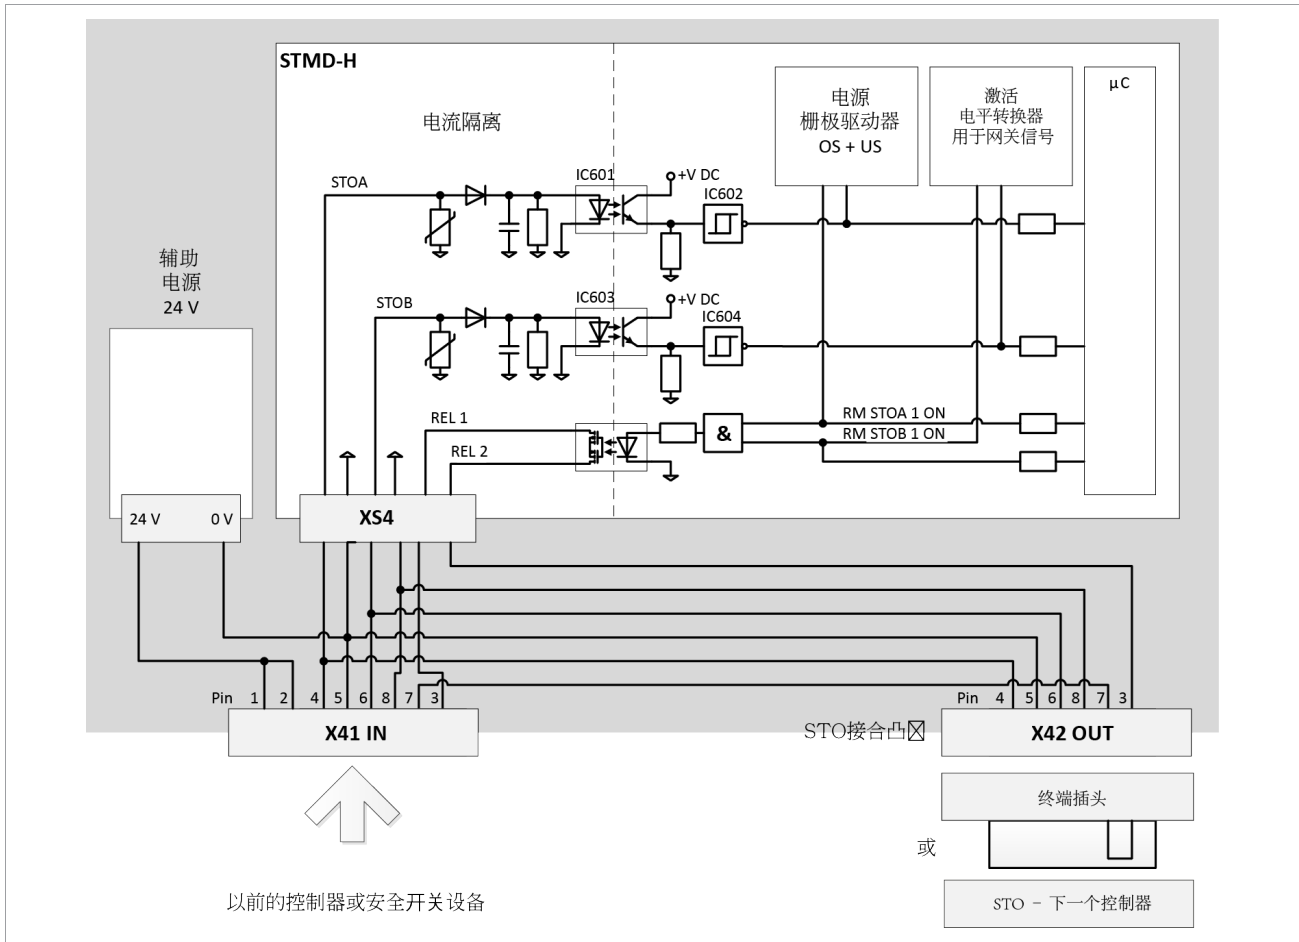 STMD-H
电流隔离
电源
栅极驱动器
OS + US
激活
电平转换器
用于网关信号
µC
STOA
IC601
+V DC
IC602
STOB
IC603
+V DC
IC604
辅助
电源
24 V
REL 1
REL 2
&
RM STOA 1 ON
RM STOB 1 ON
24 V 0 V
XS4
Pin 1 2 4 5 6 8 7 3
Pin 4 5 6 8 7 3
X41 IN
STO接合凸
X42 OUT
终端插头
或
以前的控制器或安全开关设备
STO - 下一个控制器